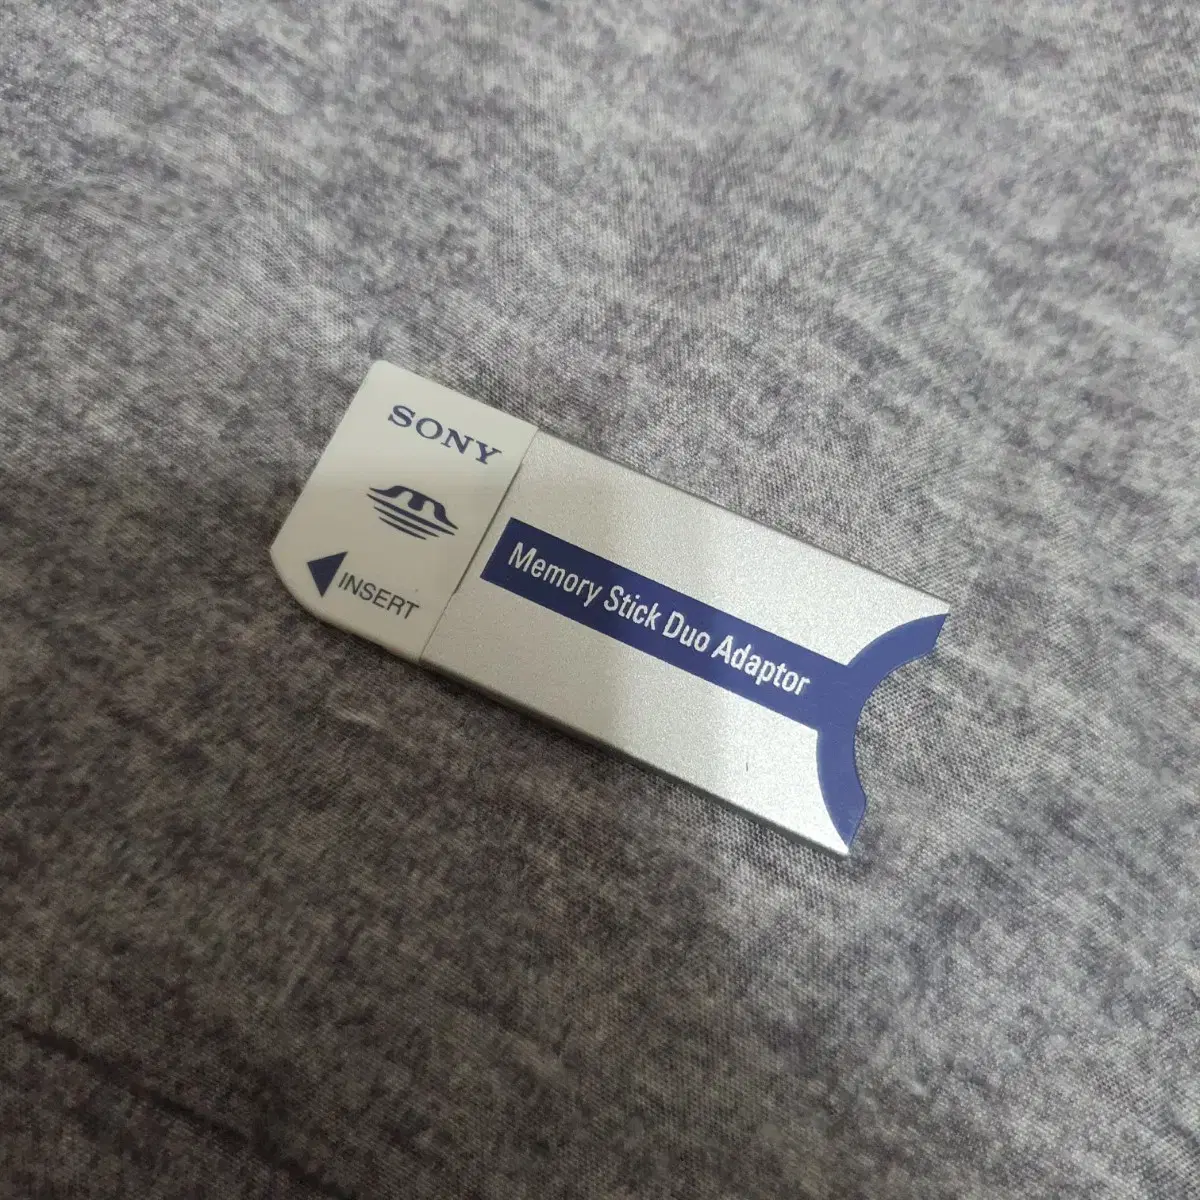 SONY
INSERT
Memory Stick Duo Adaptor